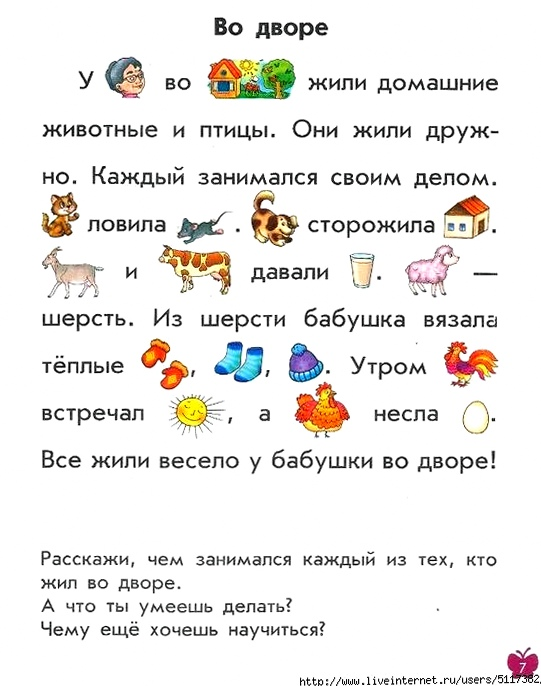 Во дворе
У во жили домашние
животные и птицы. Они жили друж-
но. Каждый занимался своим делом.
ловила . сторожила .
и давали . —
шерсть. Из шерсти бабушка вязала
тёплые , , . Утром
встречал , а несла .
Все жили весело у бабушки во дворе!
Расскажи, чем занимался каждый из тех, кто
жил во дворе.
А что ты умеешь делать?
Чему ещё хочешь научиться?
7
http://www.liveinternet.ru/users/5117382